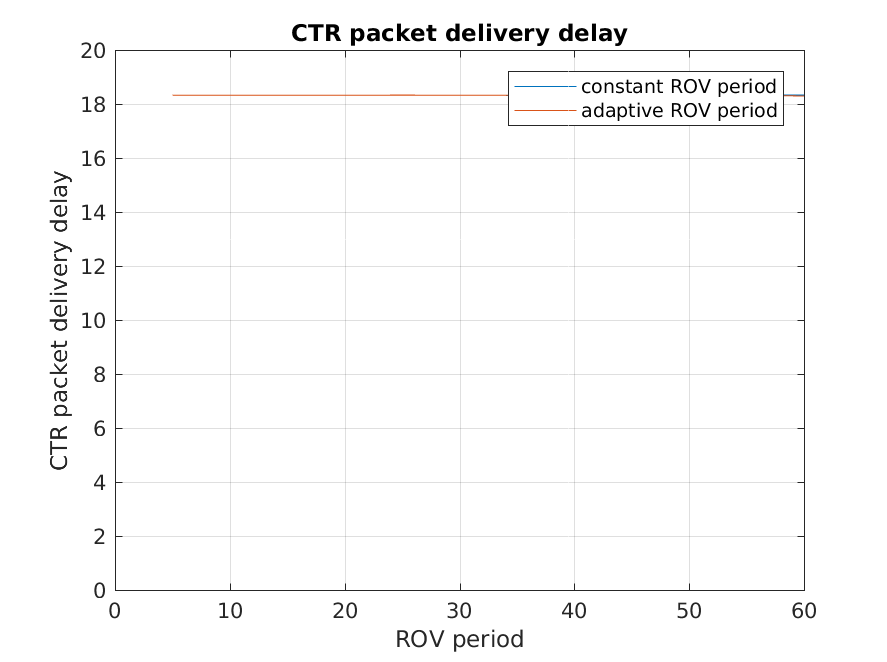 CTR packet delivery delay
constant ROV period
adaptive ROV period
CTR packet delivery delay
20
18
16
14
12
10
8
6
4
2
0
0 10 20 30 40 50 60
ROV period